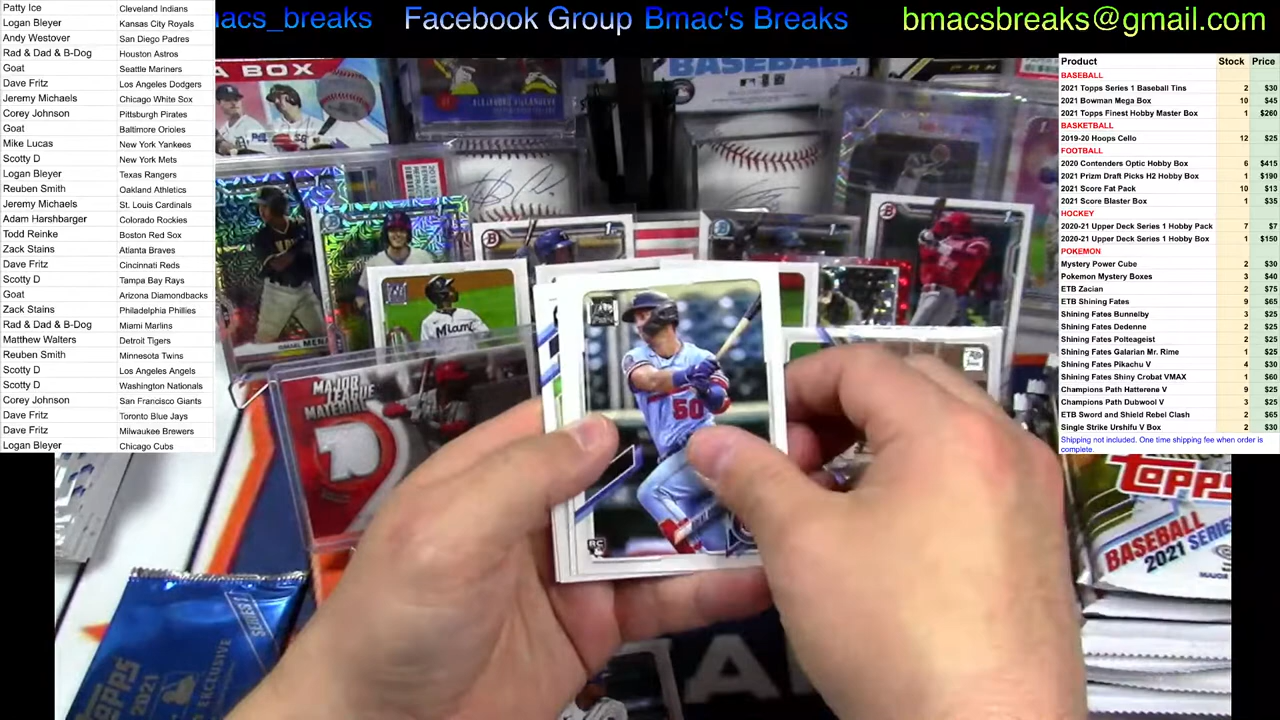 macs_breaks Facebook Group Bmac's Breaks bmacsbreaks@gmail.com
Patty Ice Cleveland Indians
Logan Bleyer Kansas City Royals
Andy Westover San Diego Padres
Rad & Dad & B-Dog Houston Astros
Goat Seattle Mariners
Dave Fritz Los Angeles Dodgers
Jeremy Michaels Chicago White Sox
Corey Johnson Pittsburgh Pirates
Goat Baltimore Orioles
Mike Lucas New York Yankees
Scotty D New York Mets
Logan Bleyer Texas Rangers
Reuben Smith Oakland Athletics
Jeremy Michaels St. Louis Cardinals
Adam Harshbarger Colorado Rockies
Todd Reinke Boston Red Sox
Zack Stains Atlanta Braves
Dave Fritz Cincinnati Reds
Scotty D Tampa Bay Rays
Goat Arizona Diamondbacks
Zack Stains Philadelphia Phillies
Rad & Dad & B-Dog Miami Marlins
Matthew Walters Detroit Tigers
Reuben Smith Minnesota Twins
Scotty D Los Angeles Angels
Scotty D Washington Nationals
Corey Johnson San Francisco Giants
Dave Fritz Toronto Blue Jays
Dave Fritz Milwaukee Brewers
Logan Bleyer Chicago Cubs
Product Stock Price
BASEBALL
2021 Topps Series 1 Baseball Tins 2 $30
2021 Bowman Mega Box 10 $45
2021 Topps Finest Hobby Master Box 1 $260
BASKETBALL
2019-20 Hoops Cello 12 $25
FOOTBALL
2020 Contenders Optic Hobby Box 6 $415
2021 Prizm Draft Picks H2 Hobby Box 1 $190
2021 Score Fat Pack 10 $13
2021 Score Blaster Box 1 $35
HOCKEY
2020-21 Upper Deck Series 1 Hobby Pack 7 $7
2020-21 Upper Deck Series 1 Hobby Box 1 $150
POKEMON
Mystery Power Cube 2 $30
Pokemon Mystery Boxes 3 $40
ETB Zacian 2 $75
ETB Shining Fates 9 $65
Shining Fates Bunnelby 3 $25
Shining Fates Dedenne 2 $25
Shining Fates Polteageist 2 $25
Shining Fates Galarian Mr. Rime 1 $25
Shining Fates Pikachu V 4 $30
Shining Fates Shiny Crobat VMAX 1 $60
Champions Path Hatterene V 9 $25
Champions Path Dubwool V 3 $25
ETB Sword and Shield Rebel Clash 2 $65
Single Strike Urshifu V Box 2 $30
Shipping not included. One time shipping fee when order is
complete.
A BOX
BASEBALL
Miami
MAJOR
LEAGUE
MATERIAL
50
RC
TOPPS
2021
SERIES
EXCLUSIVE
TOPPS
BASEBALL
2021 SERIES
MAJOR